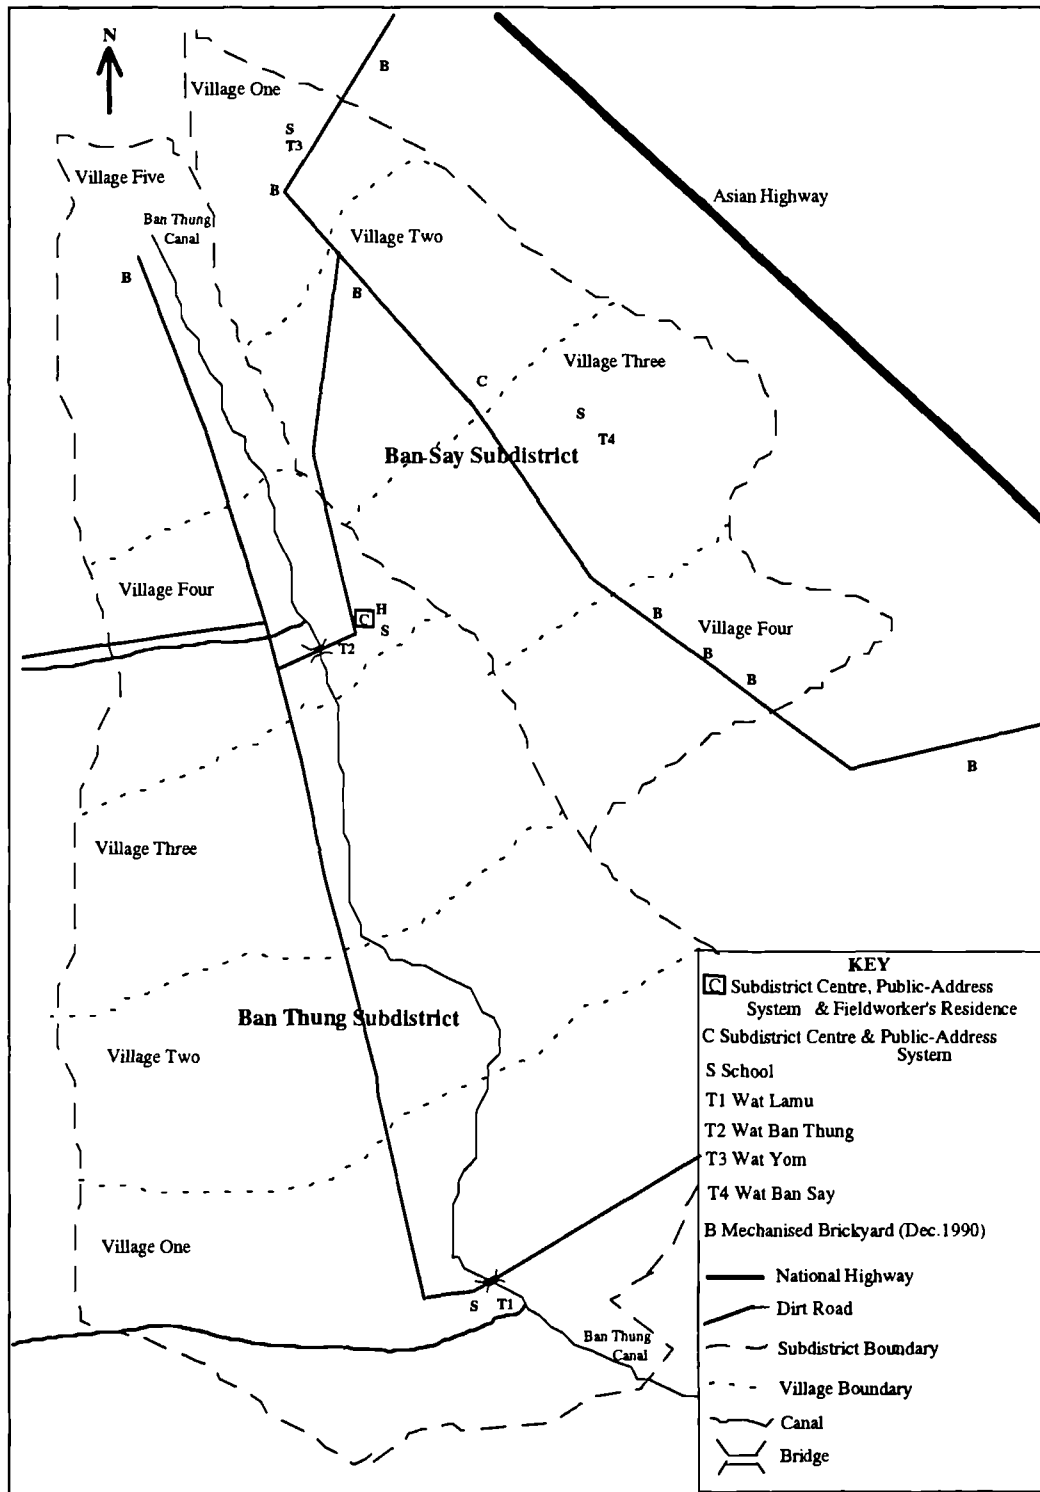 N
B
Village One
S
T3
Village Five
B
Asian Highway
Ban Thung
Canal
Village Two
B
B
Village Three
C
S
T4
Ban Say Subdistrict
Village Four
C
H
S
B
Village Four
T2
B
B
B
Village Three
Ban Thung Subdistrict
Village Two
Village One
S
T1
Ban Thung
Canal
KEY
C Subdistrict Centre, Public-Address
System & Fieldworker's Residence
C Subdistrict Centre & Public-Address
System
S School
T1 Wat Lamu
T2 Wat Ban Thung
T3 Wat Yom
T4 Wat Ban Say
B Mechanised Brickyard (Dec.1990)
National Highway
Dirt Road
Subdistrict Boundary
Village Boundary
Canal
Bridge